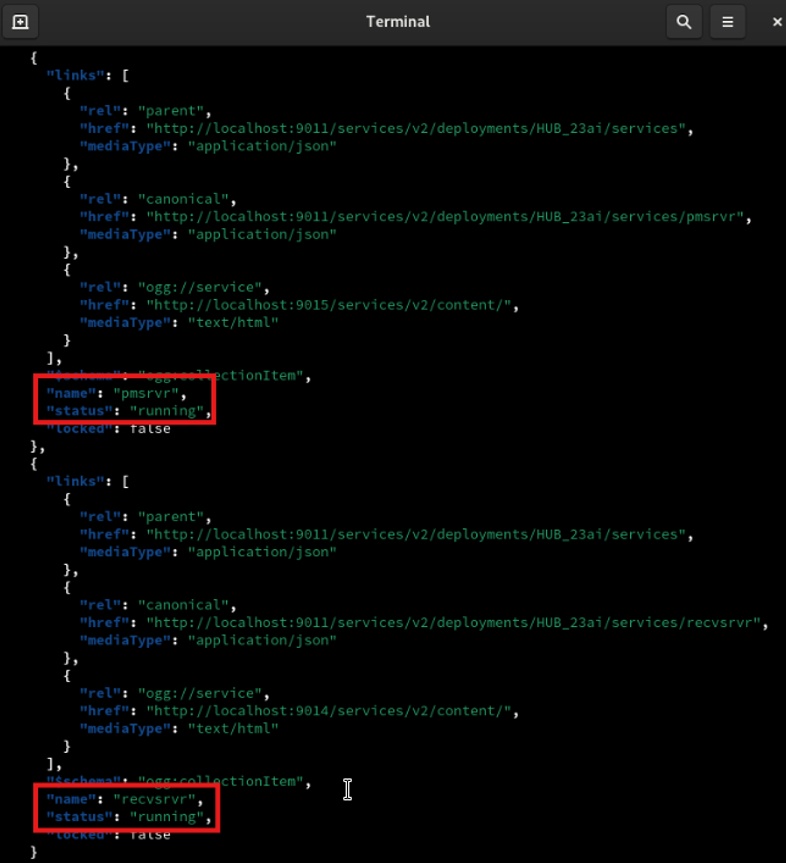 Terminal
{
"links": [
{
"rel": "parent",
"href": "http://localhost:9011/services/v2/deployments/HUB_23ai/services",
"mediaType": "application/json"
},
{
"rel": "canonical",
"href": "http://localhost:9011/services/v2/deployments/HUB_23ai/services/pmsrvr",
"mediaType": "application/json"
},
{
"rel": "ogg://service",
"href": "http://localhost:9015/services/v2/content/",
"mediaType": "text/html"
}
],
"$schema": "ogg:collectionItem",
"name": "pmsrvr",
"status": "running",
"locked": false
},
{
"links": [
{
"rel": "parent",
"href": "http://localhost:9011/services/v2/deployments/HUB_23ai/services",
"mediaType": "application/json"
},
{
"rel": "canonical",
"href": "http://localhost:9011/services/v2/deployments/HUB_23ai/services/recvsrvr",
"mediaType": "application/json"
},
{
"rel": "ogg://service",
"href": "http://localhost:9014/services/v2/content/",
"mediaType": "text/html"
}
],
"$schema": "ogg:collectionItem",
"name": "recvsrvr",
"status": "running",
"locked": false
}